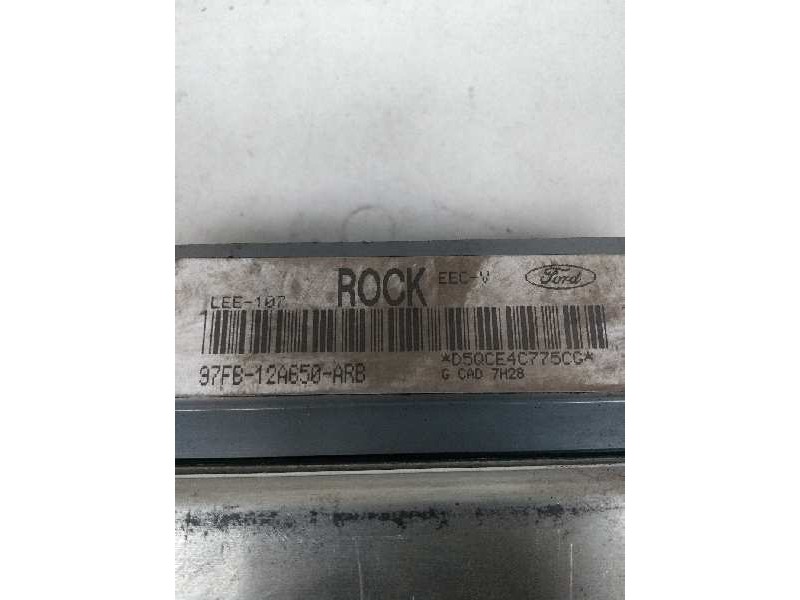 ROCK EEC-V Ford
LEE-107
97FB-12A650-ARB
*D5QCE4C775CG*
G CAD 7H28